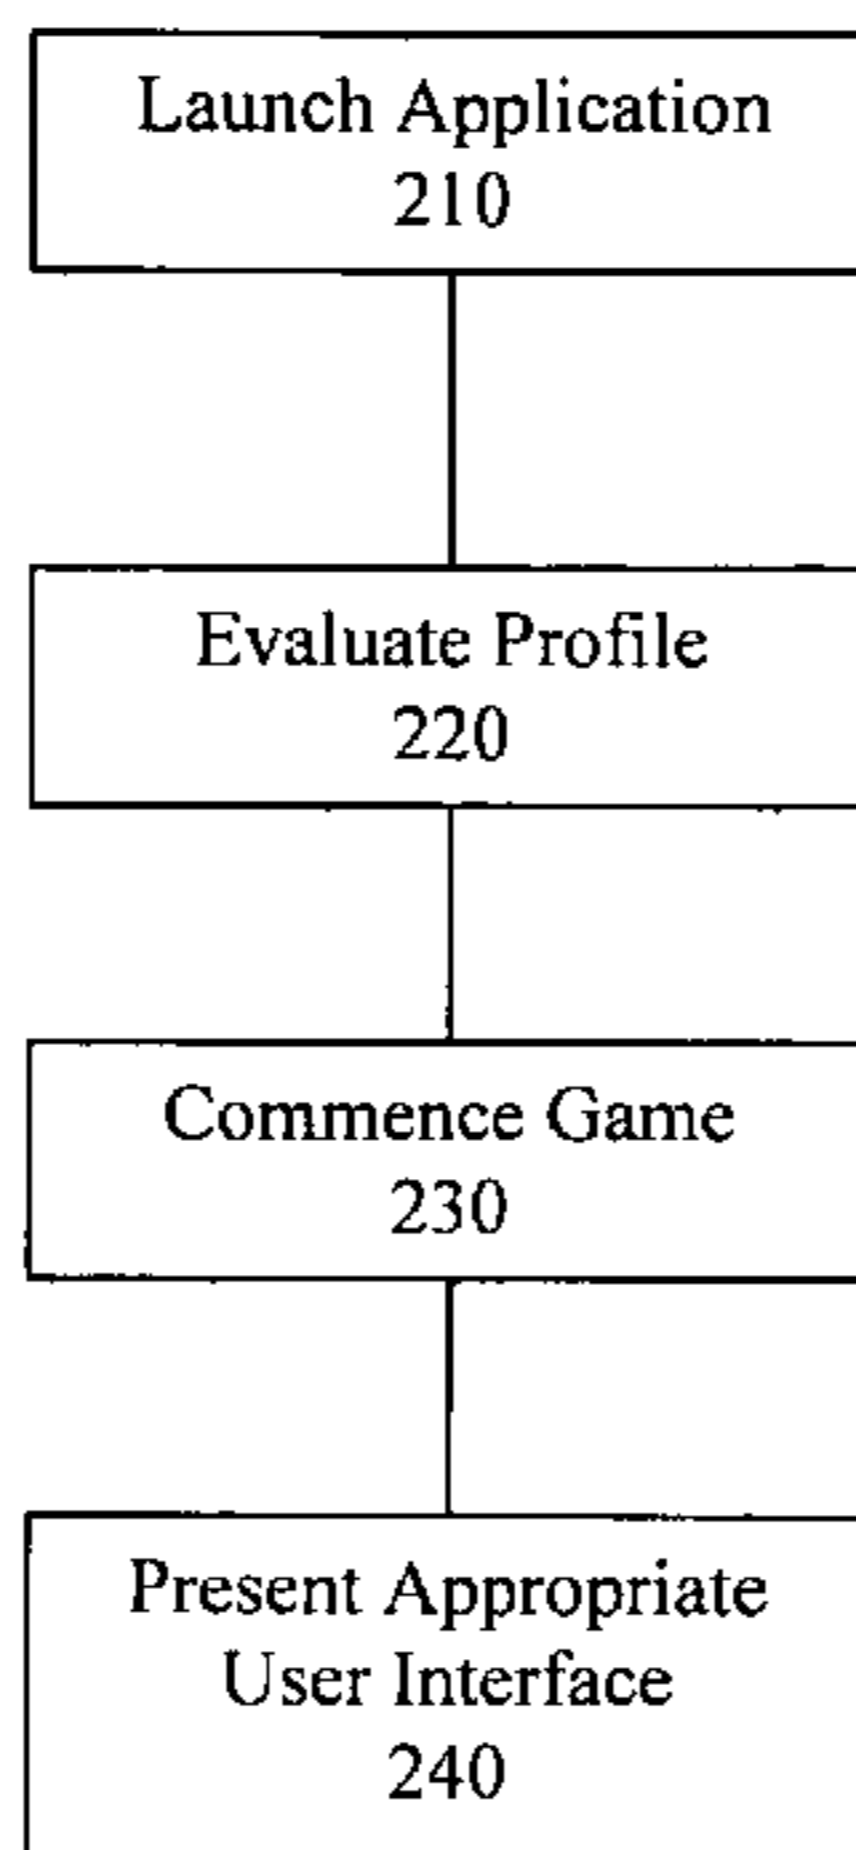 Launch Application
210
Evaluate Profile
220
Commence Game
230
Present Appropriate
User Interface
240